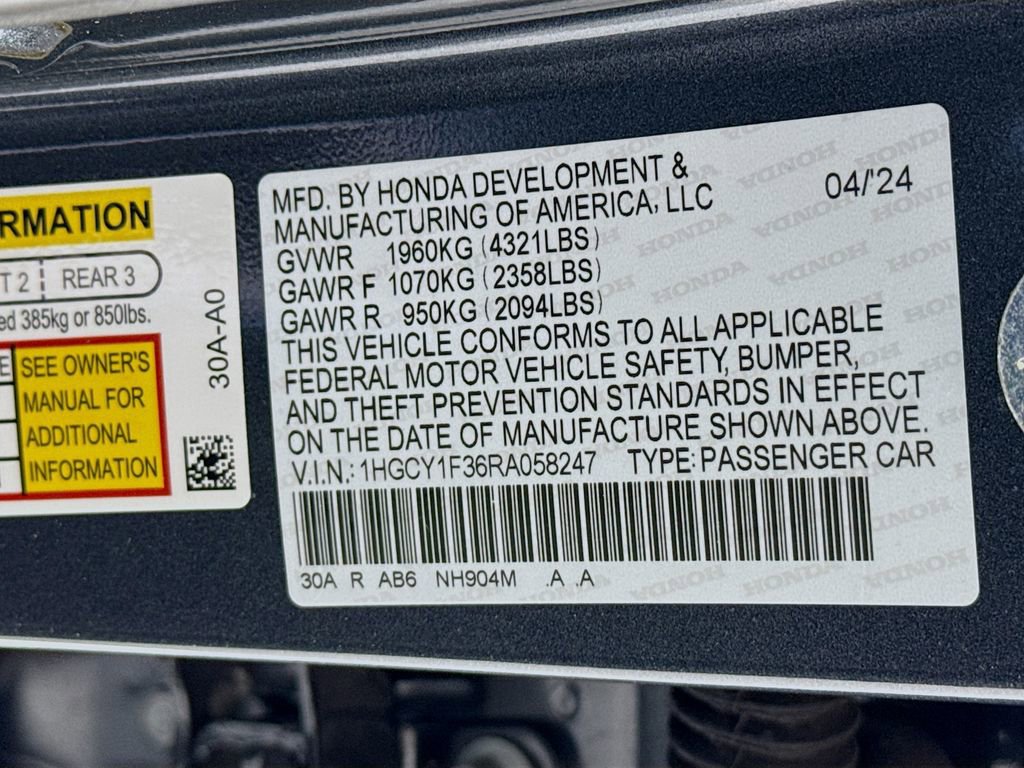 RMATION
T 2 REAR 3
ed 385kg or 850lbs.
E SEE OWNER'S
MANUAL FOR
ADDITIONAL
INFORMATION
30A-A0
MFD. BY HONDA DEVELOPMENT &
MANUFACTURING OF AMERICA, LLC
04/'24
GVWR 1960KG (4321LBS)
GAWR F 1070KG (2358LBS)
GAWR R 950KG (2094LBS)
THIS VEHICLE CONFORMS TO ALL APPLICABLE
FEDERAL MOTOR VEHICLE SAFETY, BUMPER,
AND THEFT PREVENTION STANDARDS IN EFFECT
ON THE DATE OF MANUFACTURE SHOWN ABOVE.
V.I.N.: 1HGCY1F36RA058247 TYPE: PASSENGER CAR
30A R AB6 NH904M .A .A